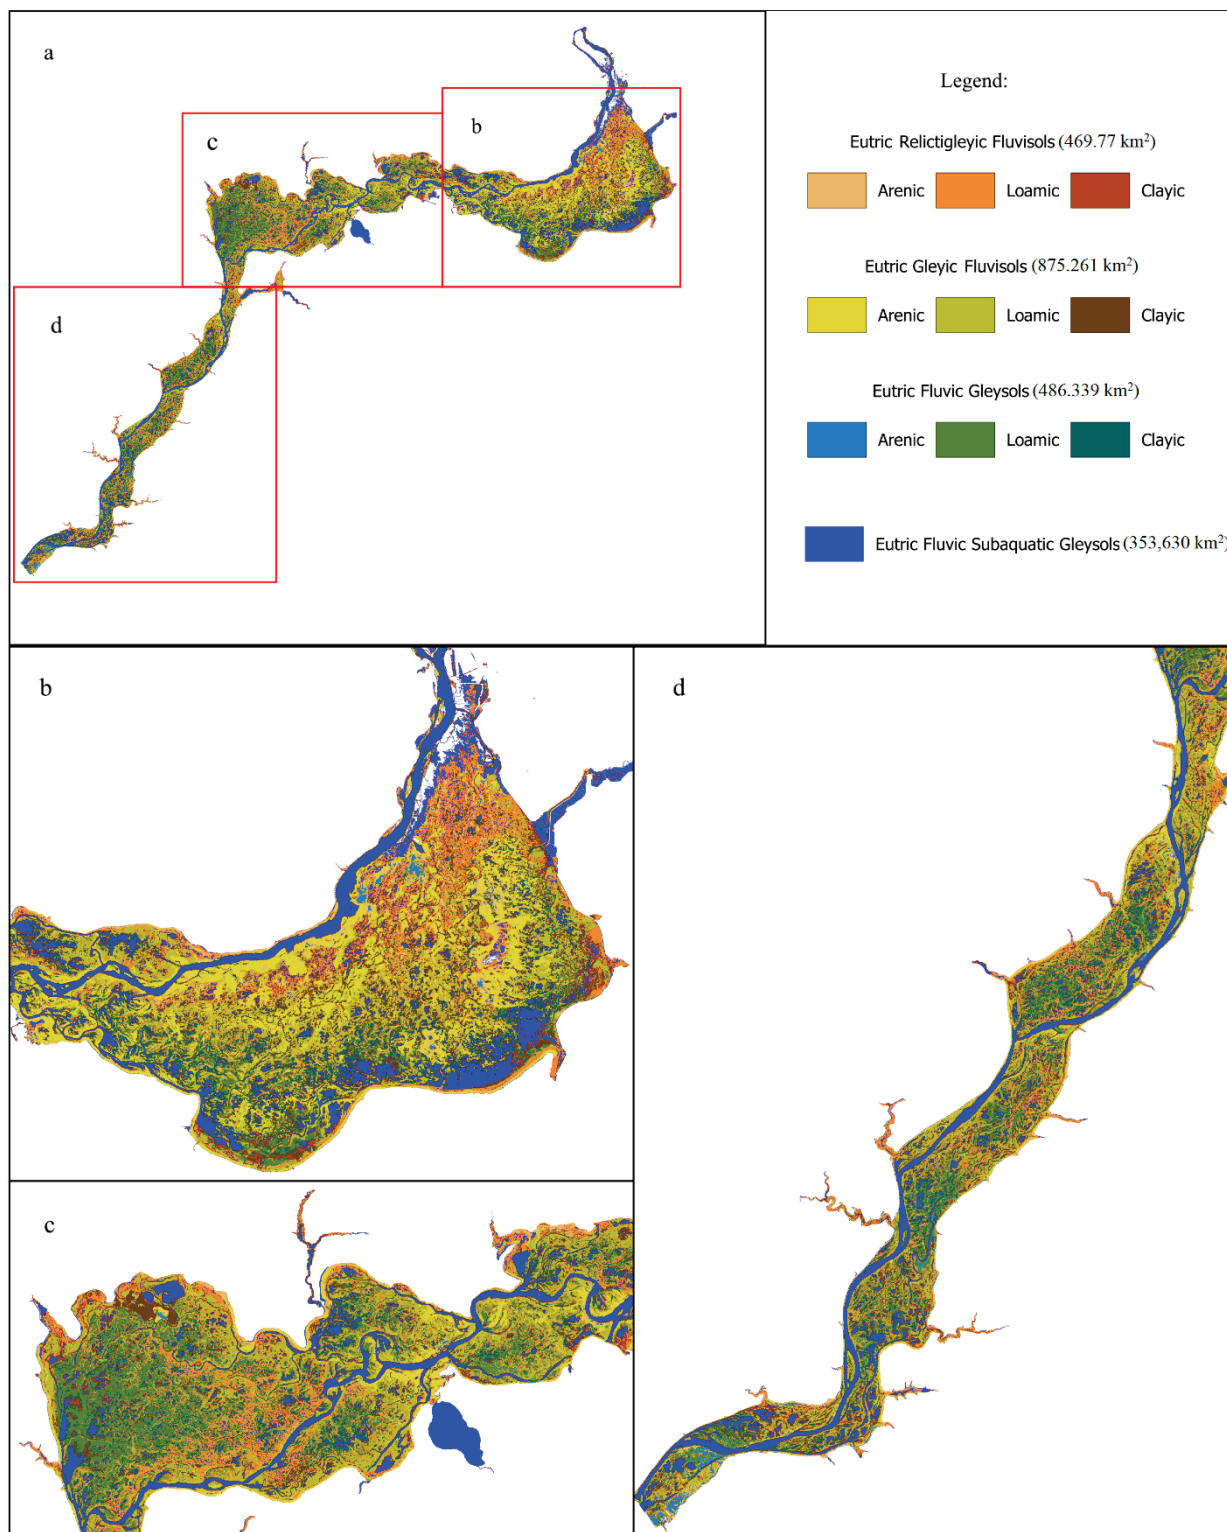 a
b
c
d
Legend:
Eutric Relictigleyic Fluvisols (469.77 km²)
Arenic Loamic Clayic
Eutric Gleyic Fluvisols (875.261 km²)
Arenic Loamic Clayic
Eutric Fluvic Gleysols (486.339 km²)
Arenic Loamic Clayic
Eutric Fluvic Subaquatic Gleysols (353,630 km²)
b
d
c